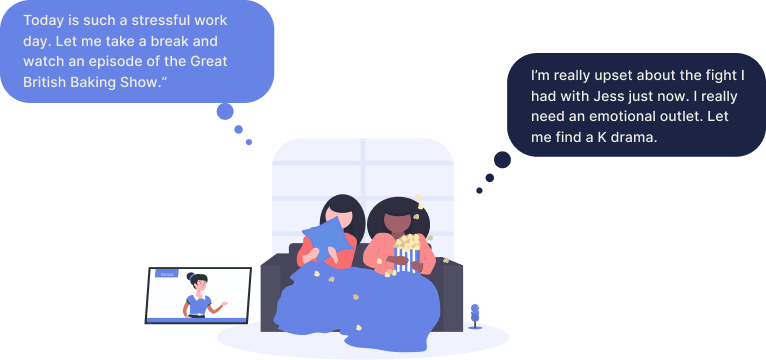 Today is such a stressful work
day. Let me take a break and
watch an episode of the Great
British Baking Show.”
I’m really upset about the fight I
had with Jess just now. I really
need an emotional outlet. Let
me find a K drama.